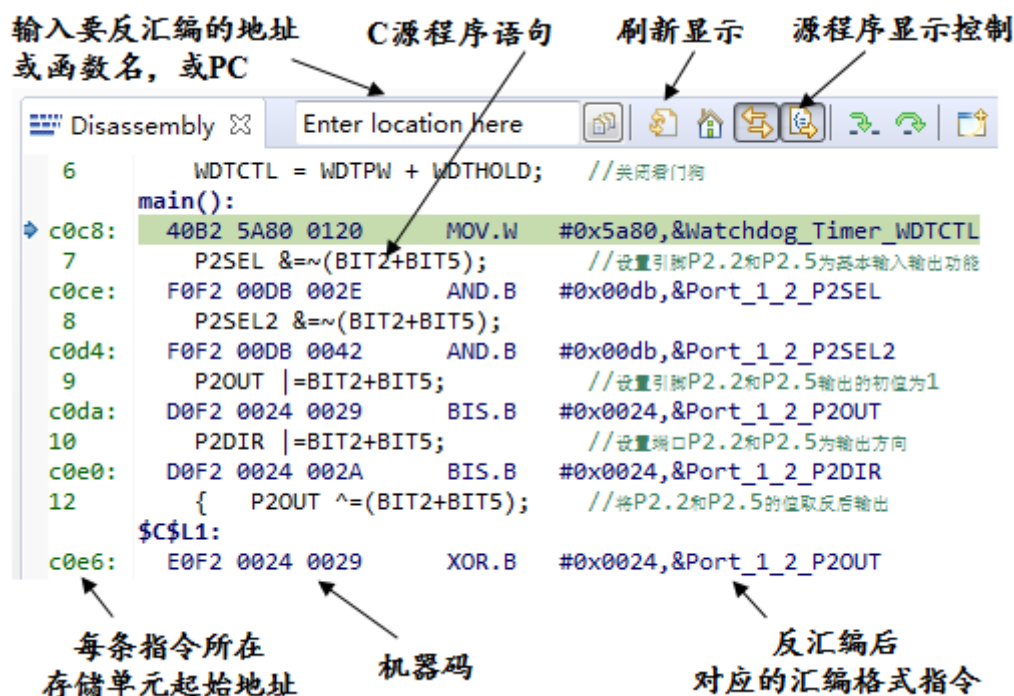 输入要反汇编的地址 C源程序语句 刷新显示 源程序显示控制
或函数名，或PC
Disassembly Enter location here
6 WDTCTL = WDTPW + WDTHOLD; //关闭看门狗
main():
c0c8: 40B2 5A80 0120 MOV.W #0x5a80,&Watchdog_Timer_WDTCTL
7 P2SEL &=~(BIT2+BIT5); //设置引脚P2.2和P2.5为基本输入输出功能
c0ce: F0F2 00DB 002E AND.B #0x00db,&Port_1_2_P2SEL
8 P2SEL2 &=~(BIT2+BIT5);
c0d4: F0F2 00DB 0042 AND.B #0x00db,&Port_1_2_P2SEL2
9 P2OUT |=BIT2+BIT5; //设置引脚P2.2和P2.5输出的初值为1
c0da: D0F2 0024 0029 BIS.B #0x0024,&Port_1_2_P2OUT
10 P2DIR |=BIT2+BIT5; //设置端口P2.2和P2.5为输出方向
c0e0: D0F2 0024 002A BIS.B #0x0024,&Port_1_2_P2DIR
12 { P2OUT ^=(BIT2+BIT5); //将P2.2和P2.5的值取反后输出
$C$L1:
c0e6: E0F2 0024 0029 XOR.B #0x0024,&Port_1_2_P2OUT
每条指令所在 机器码 反汇编后
存储单元起始地址 对应的汇编格式指令